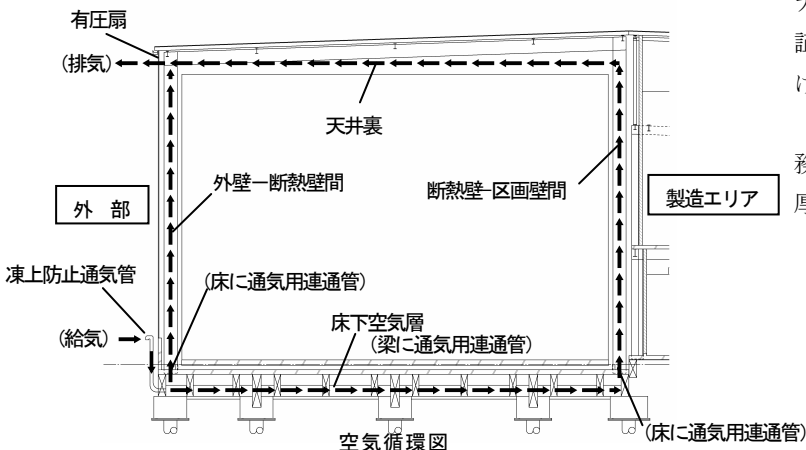 有圧扇
(排気)
天井裏
外壁ー断熱壁間
断熱壁-区画壁間
外 部
製造エリア
凍上防止通気管
(床に通気用連通管)
(給気)
床下空気層
(梁に通気用連通管)
(床に通気用連通管)
空気循環図
務
厚